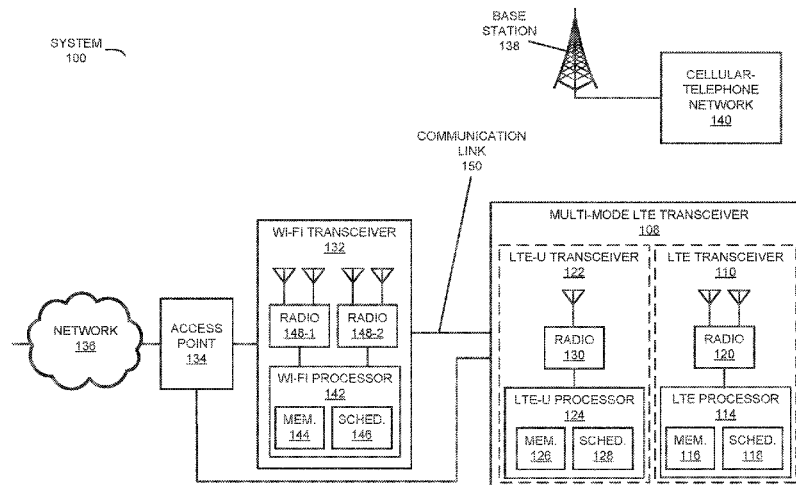 SYSTEM
100
BASE
STATION
138
CELLULAR-
TELEPHONE
NETWORK
140
COMMUNICATION
LINK
150
WI-FI TRANSCEIVER
132
RADIO
148-1
RADIO
148-2
WI-FI PROCESSOR
142
MEM.
144
SCHED.
146
NETWORK
136
ACCESS
POINT
134
MULTI-MODE LTE TRANSCEIVER
108
LTE-U TRANSCEIVER
122
RADIO
130
LTE-U PROCESSOR
124
MEM.
126
SCHED.
128
LTE TRANSCEIVER
110
RADIO
120
LTE PROCESSOR
114
MEM.
116
SCHED.
118